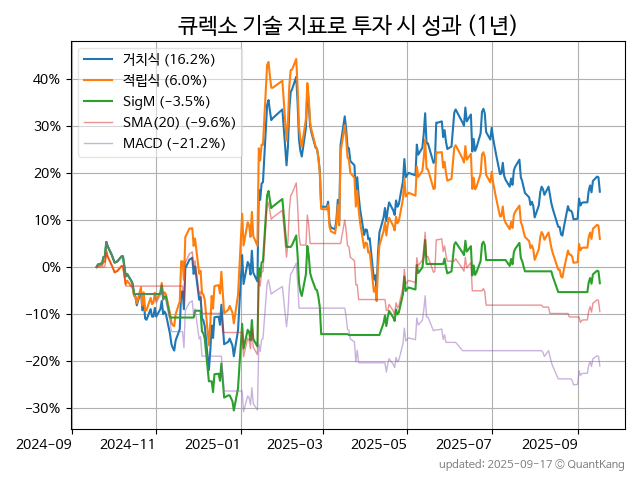 큐렉소 기술 지표로 투자 시 성과 (1년)
거치식 (16.2%)
적립식 (6.0%)
SigM (−3.5%)
SMA(20) (−9.6%)
MACD (−21.2%)
40%
30%
20%
10%
0%
−10%
−20%
−30%
2024-09 2024-11 2025-01 2025-03 2025-05 2025-07 2025-09
updated: 2025-09-17 © QuantKang